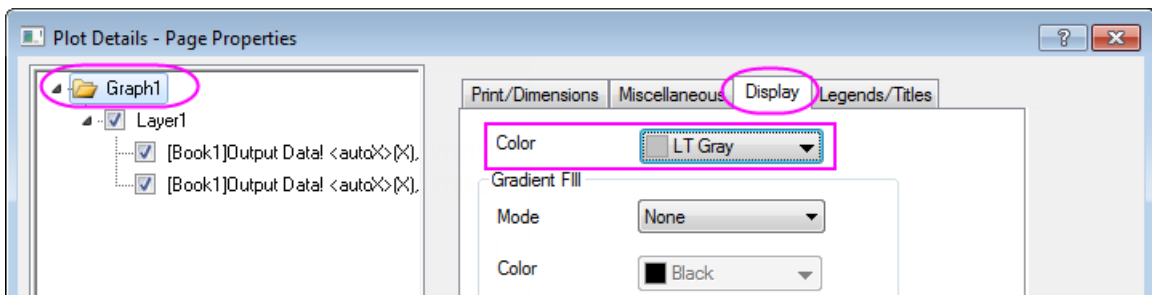 Plot Details - Page Properties
Graph1
Layer1
[Book1]Output Data! <autoX>(X),
[Book1]Output Data! <autoX>(X),
Print/Dimensions Miscellaneous Display Legends/Titles
Color LT Gray
Gradient Fill
Mode None
Color Black